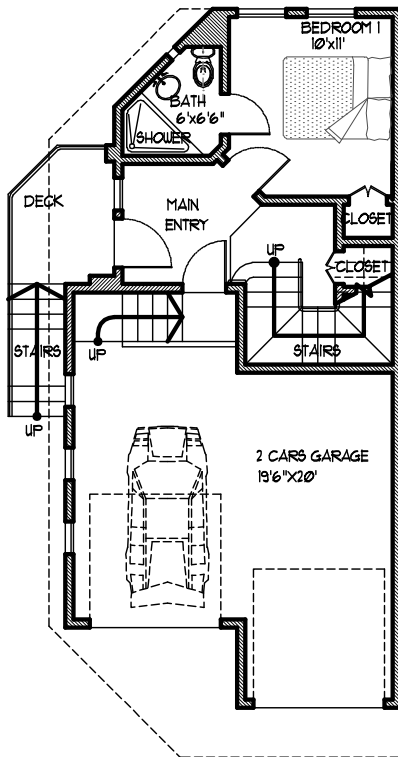 BEDROOM 1
10'x11'
BATH
6'x6'6"
SHOWER
DECK
MAIN
ENTRY
CLOSET
UP
CLOSET
STAIRS
UP
STAIRS
UP
2 CARS GARAGE
19'6"X20'